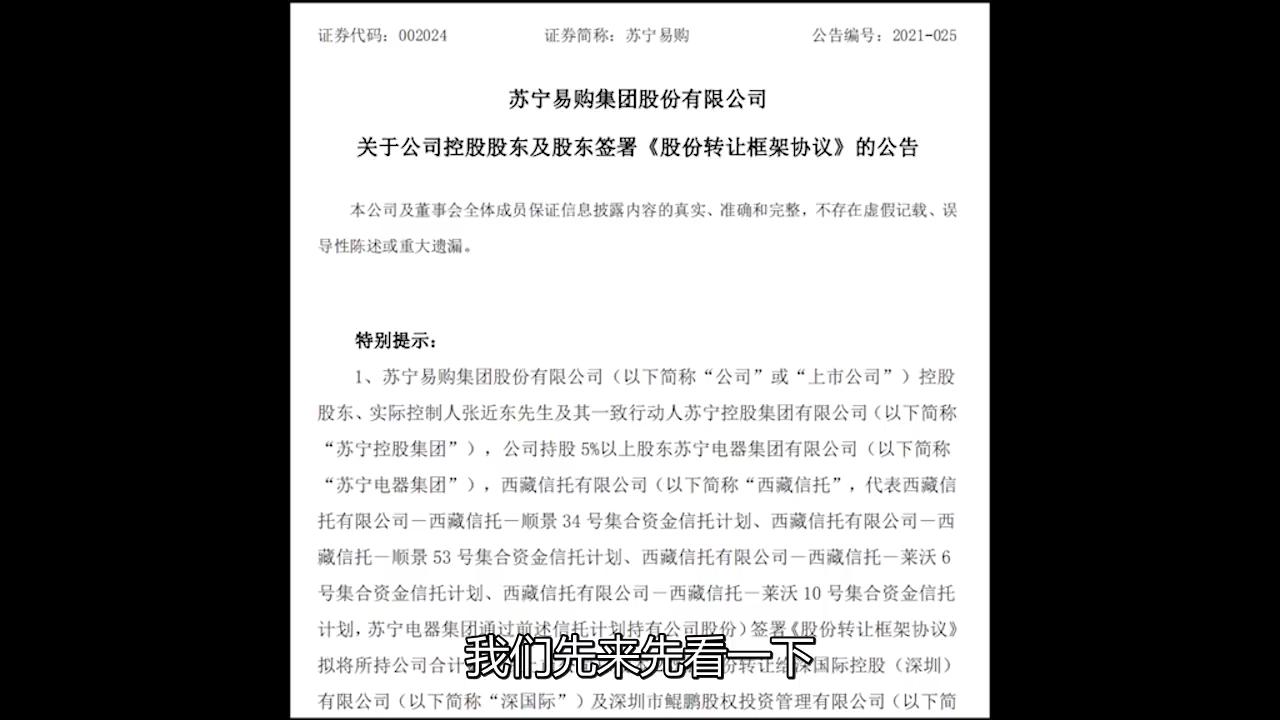 证券代码：002024 证券简称：苏宁易购 公告编号：2021-025
苏宁易购集团股份有限公司
关于公司控股股东及股东签署《股份转让框架协议》的公告
本公司及董事会全体成员保证信息披露内容的真实、准确和完整，不存在虚假记载、误
导性陈述或重大遗漏。
特别提示：
1、苏宁易购集团股份有限公司（以下简称“公司”或“上市公司”）控股
股东、实际控制人张近东先生及其一致行动人苏宁控股集团有限公司（以下简称
“苏宁控股集团”），公司持股 5%以上股东苏宁电器集团有限公司（以下简称
“苏宁电器集团”），西藏信托有限公司（以下简称“西藏信托”，代表西藏信
托有限公司－西藏信托－顺景 34 号集合资金信托计划、西藏信托有限公司－西
藏信托－顺景 53 号集合资金信托计划、西藏信托有限公司－西藏信托－莱沃 6
号集合资金信托计划、西藏信托有限公司－西藏信托－莱沃 10 号集合资金信托
计划，苏宁电器集团通过前述信托计划持有公司股份）签署《股份转让框架协议》
拟将所持公司合计 份转让给深国际控股（深圳）
有限公司（以下简称“深国际”）及深圳市鲲鹏股权投资管理有限公司（以下简
我们先来先看一下